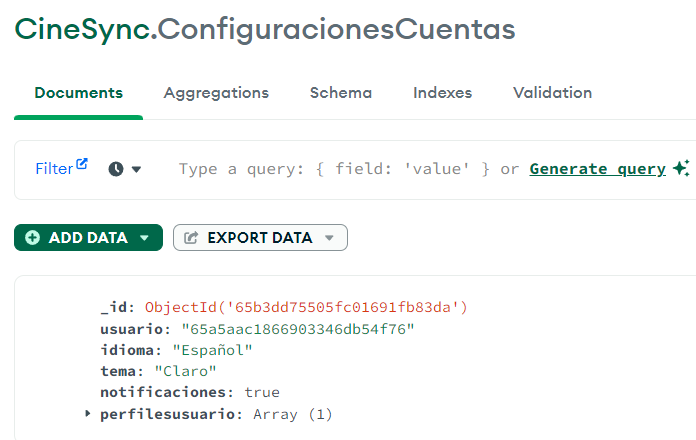 CineSync.ConfiguracionesCuentas
Documents Aggregations Schema Indexes Validation
Filter Type a query: { field: 'value' } or Generate query
ADD DATA EXPORT DATA
_id: ObjectId('65b3dd75505fc01691fb83da')
usuario: "65a5aac1866903346db54f76"
idioma: "Español"
tema: "Claro"
notificaciones: true
perfilesusuario: Array (1)